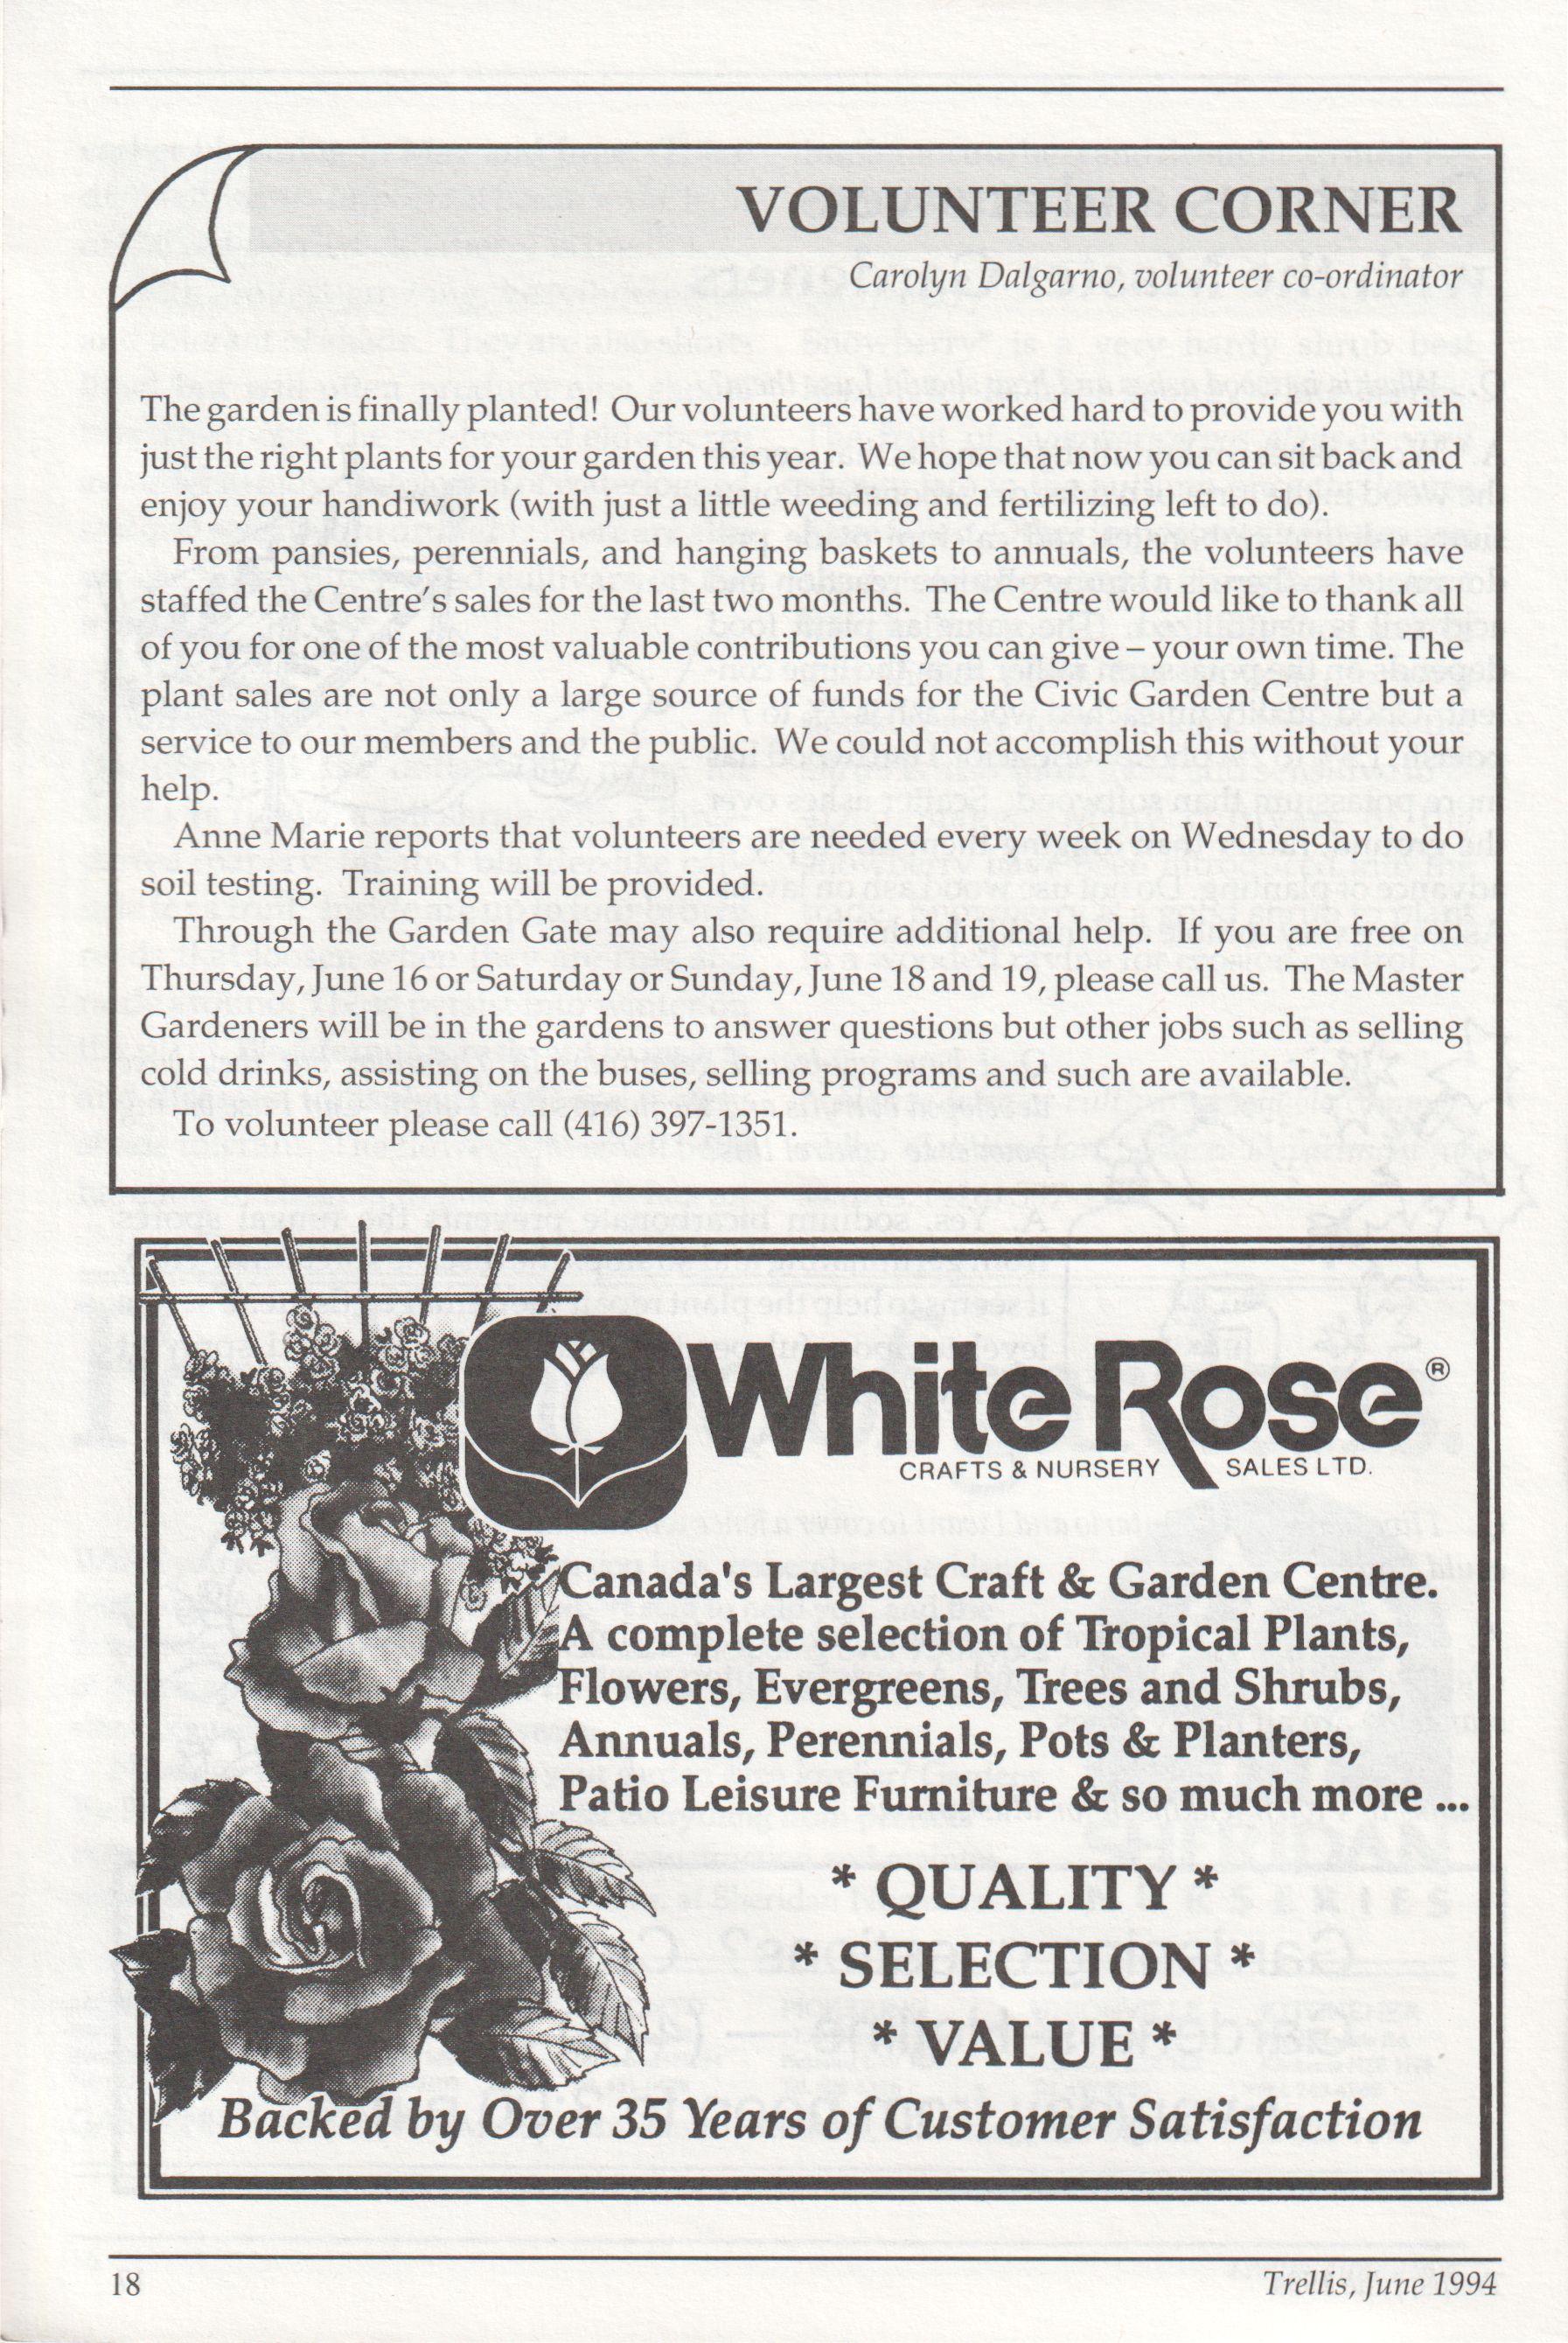 VOLUNTEER CORNER
Carolyn Dalgarno, volunteer co-ordinator
The garden is finally planted! Our volunteers have worked hard to provide you with
just the right plants for your garden this year. We hope that now you can sit back and
enjoy your handiwork (with just a little weeding and fertilizing left to do).
From pansies, perennials, and hanging baskets to annuals, the volunteers have
staffed the Centre's sales for the last two months. The Centre would like to thank all
of you for one of the most valuable contributions you can give – your own time. The
plant sales are not only a large source of funds for the Civic Garden Centre but a
service to our members and the public. We could not accomplish this without your
help.
Anne Marie reports that volunteers are needed every week on Wednesday to do
soil testing. Training will be provided.
Through the Garden Gate may also require additional help. If you are free on
Thursday, June 16 or Saturday or Sunday, June 18 and 19, please call us. The Master
Gardeners will be in the gardens to answer questions but other jobs such as selling
cold drinks, assisting on the buses, selling programs and such are available.
To volunteer please call (416) 397-1351.
White Rose®
CRAFTS & NURSERY SALES LTD.
Canada's Largest Craft & Garden Centre.
A complete selection of Tropical Plants,
Flowers, Evergreens, Trees and Shrubs,
Annuals, Perennials, Pots & Planters,
Patio Leisure Furniture & so much more ...
* QUALITY *
* SELECTION *
* VALUE *
Backed by Over 35 Years of Customer Satisfaction
18
Trellis, June 1994